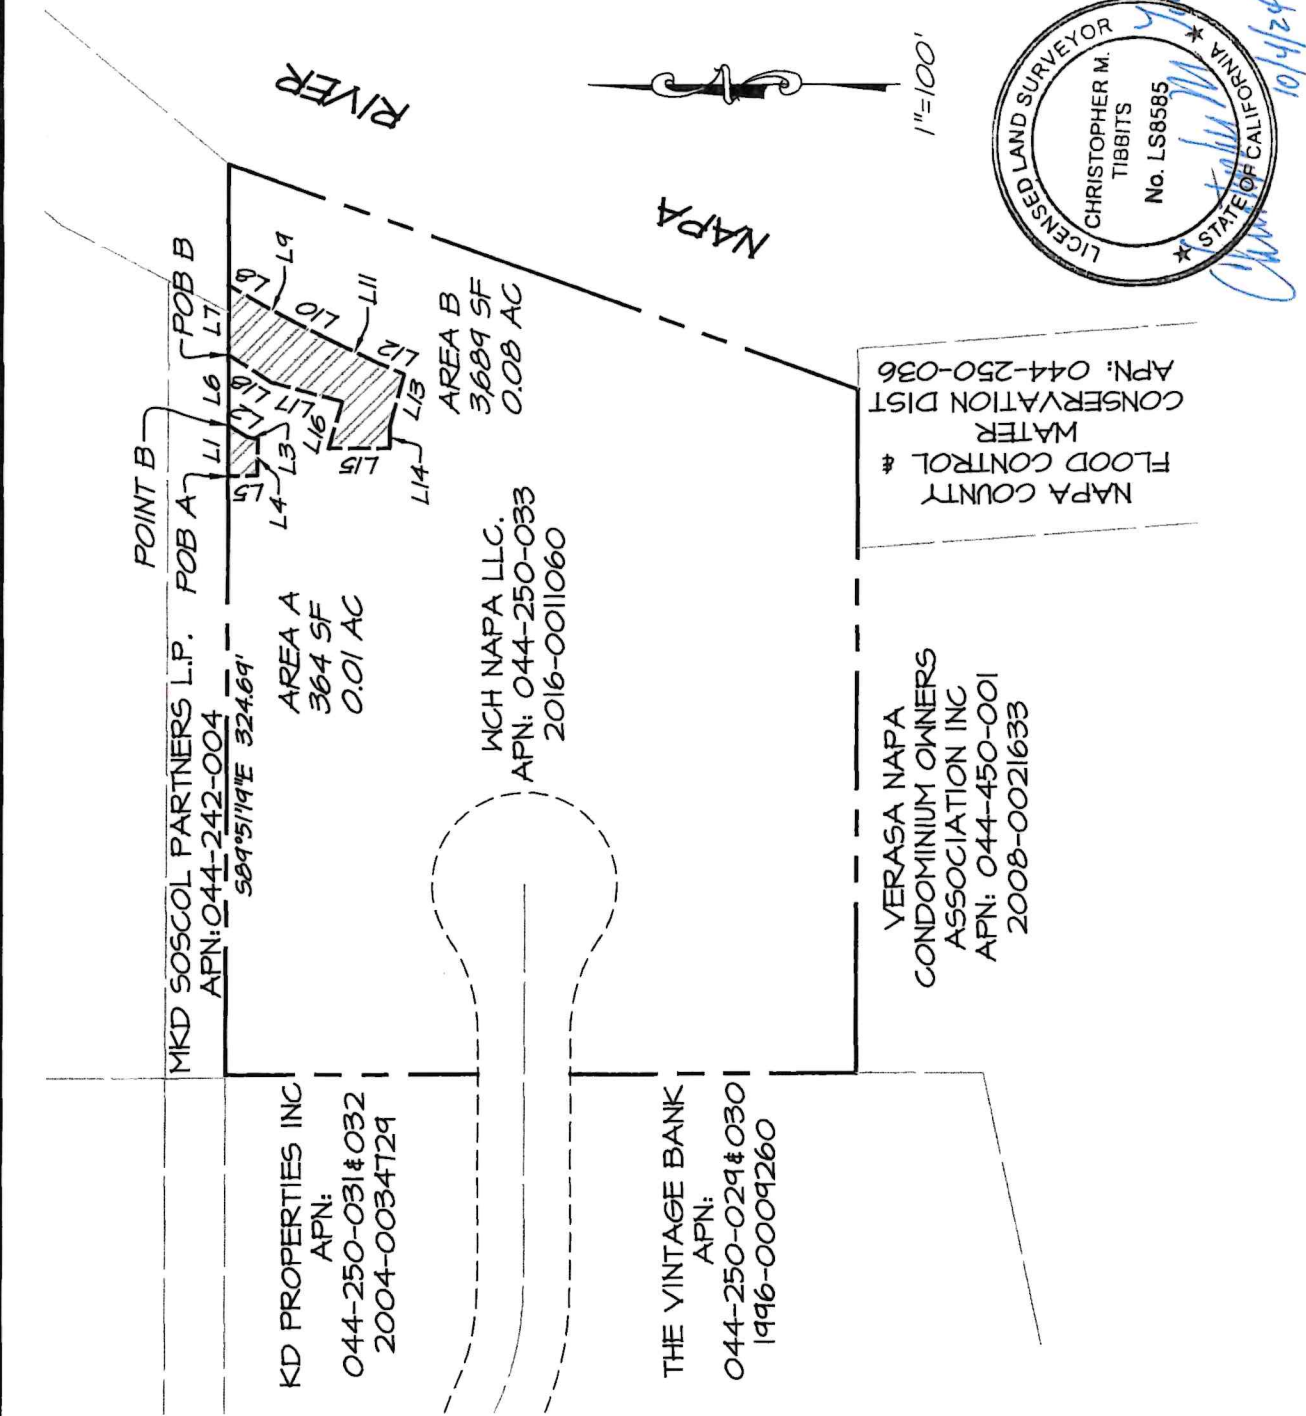 RIVER
NAPA
1"=100'
LICENSED LAND SURVEYOR
CHRISTOPHER M.
TIBBITS
No. LS8585
STATE OF CALIFORNIA
10/4/24
POINT B
POB A
POB B
L1
L6
L7
L8
L9
L10
L11
L12
L13
L14
L15
L16
L17
L18
L2
L3
L4
L5
AREA B
3,689 SF
0.08 AC
AREA A
364 SF
0.01 AC
MKD SOSCOL PARTNERS L.P.
APN: 044-242-004
S89°51'19"E 324.69'
WCH NAPA LLC.
APN: 044-250-033
2016-0011060
NAPA COUNTY
FLOOD CONTROL &
WATER
CONSERVATION DIST
APN: 044-250-036
VERASA NAPA
CONDOMINIUM OWNERS
ASSOCIATION INC
APN: 044-450-001
2008-0021633
KD PROPERTIES INC
APN:
044-250-031&032
2004-0034729
THE VINTAGE BANK
APN:
044-250-029&030
1996-0009260